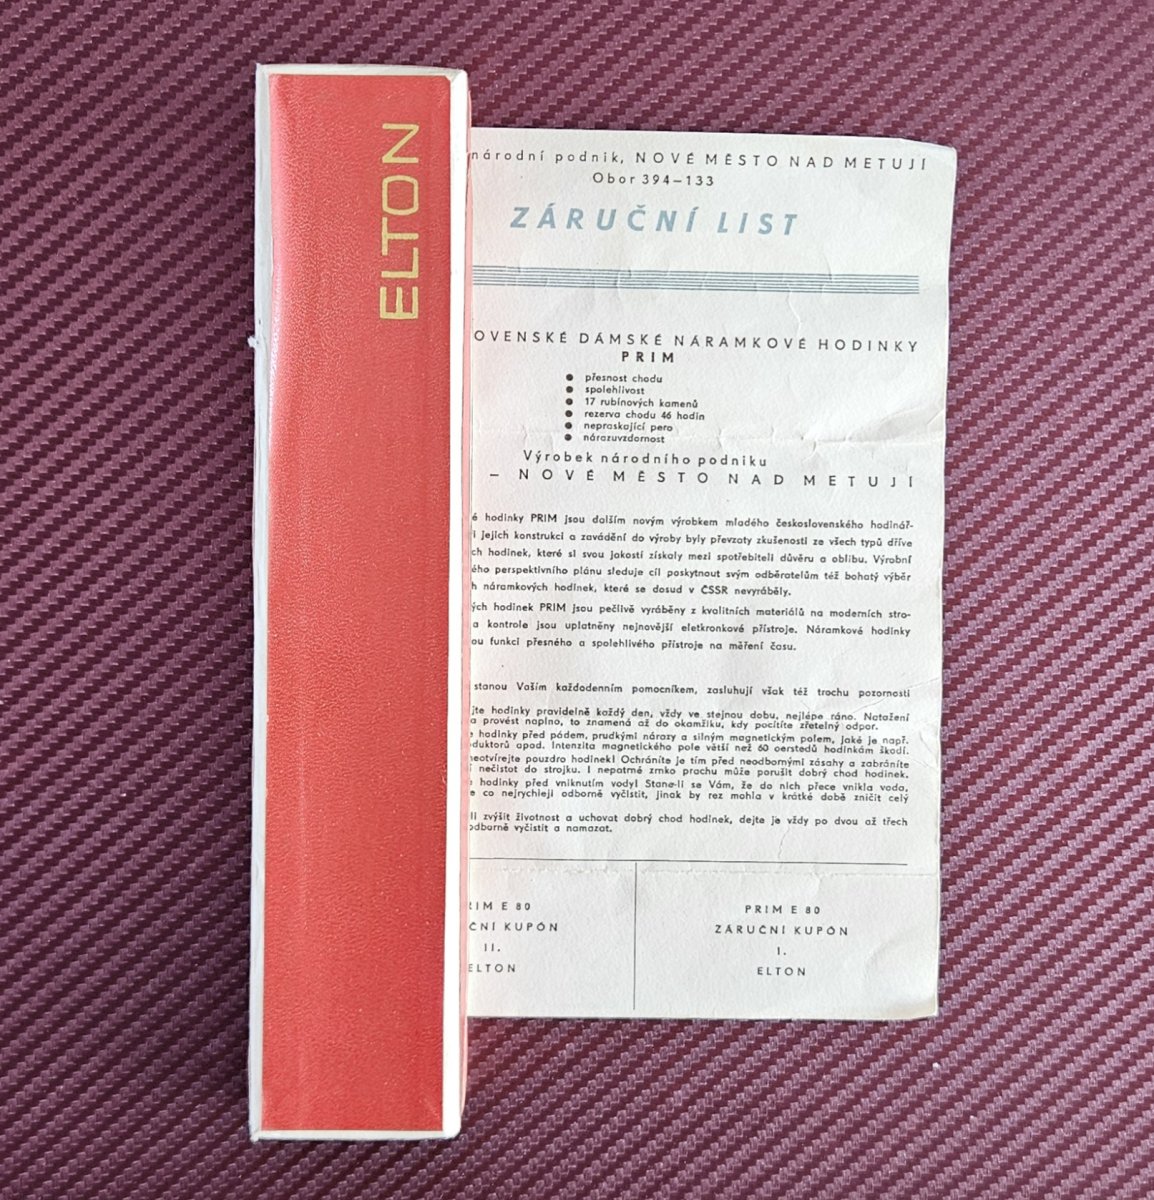 ELTON
národní podnik, NOVÉ MĚSTO NAD METUJÍ
Obor 394–133
ZÁRUČNÍ LIST
OVENSKÉ DÁMSKÉ NÁRAMKOVÉ HODINKY
PRIM
● přesnost chodu
● spolehlivost
● 17 rubínových kamenů
● rezerva chodu 46 hodin
● nepraskající pero
● nárazuvzdornost
Výrobek národního podniku
– NOVÉ MĚSTO NAD METUJÍ
é hodinky PRIM jsou dalším novým výrobkem mladého československého hodinář-
i jejich konstrukci a zavádění do výroby byly převzaty zkušenosti ze všech typů dříve
ch hodinek, které si svou jakostí získaly mezi spotřebiteli důvěru a oblibu. Výrobní
ého perspektivního plánu sleduje cíl poskytnout svým odběratelům též bohatý výběr
h náramkových hodinek, které se dosud v ČSSR nevyráběly.
ých hodinek PRIM jsou pečlivě vyráběny z kvalitních materiálů na moderních stro-
a kontrole jsou uplatněny nejnovější eletkronkové přístroje. Náramkové hodinky
ou funkci přesného a spolehlivého přístroje na měření času.
stanou Vaším každodenním pomocníkem, zasluhují však též trochu pozornosti
jte hodinky pravidelně každý den, vždy ve stejnou dobu, nejlépe ráno. Natažení
a provést naplno, to znamená až do okamžiku, kdy pocítíte zřetelný odpor.
e hodinky před pádem, prudkými nárazy a silným magnetickým polem, jaké je např.
duktorů apod. Intenzita magnetického pole větší než 60 oerstedů hodinkám škodí.
neotvírejte pouzdro hodinek! Ochráníte je tím před neodbornými zásahy a zabráníte
í nečistot do strojku. I nepatrné zrnko prachu může porušit dobrý chod hodinek.
e hodinky před vniknutím vody! Stane-li se Vám, že do nich přece vnikla voda,
e co nejrychleji odborně vyčistit, jinak by rez mohla v krátké době zničit celý
li zvýšit životnost a uchovat dobrý chod hodinek, dejte je vždy po dvou až třech
odborně vyčistit a namazat.
RIM E 80
ČNÍ KUPÓN
II.
ELTON
PRIM E 80
ZÁRUČNÍ KUPÓN
I.
ELTON